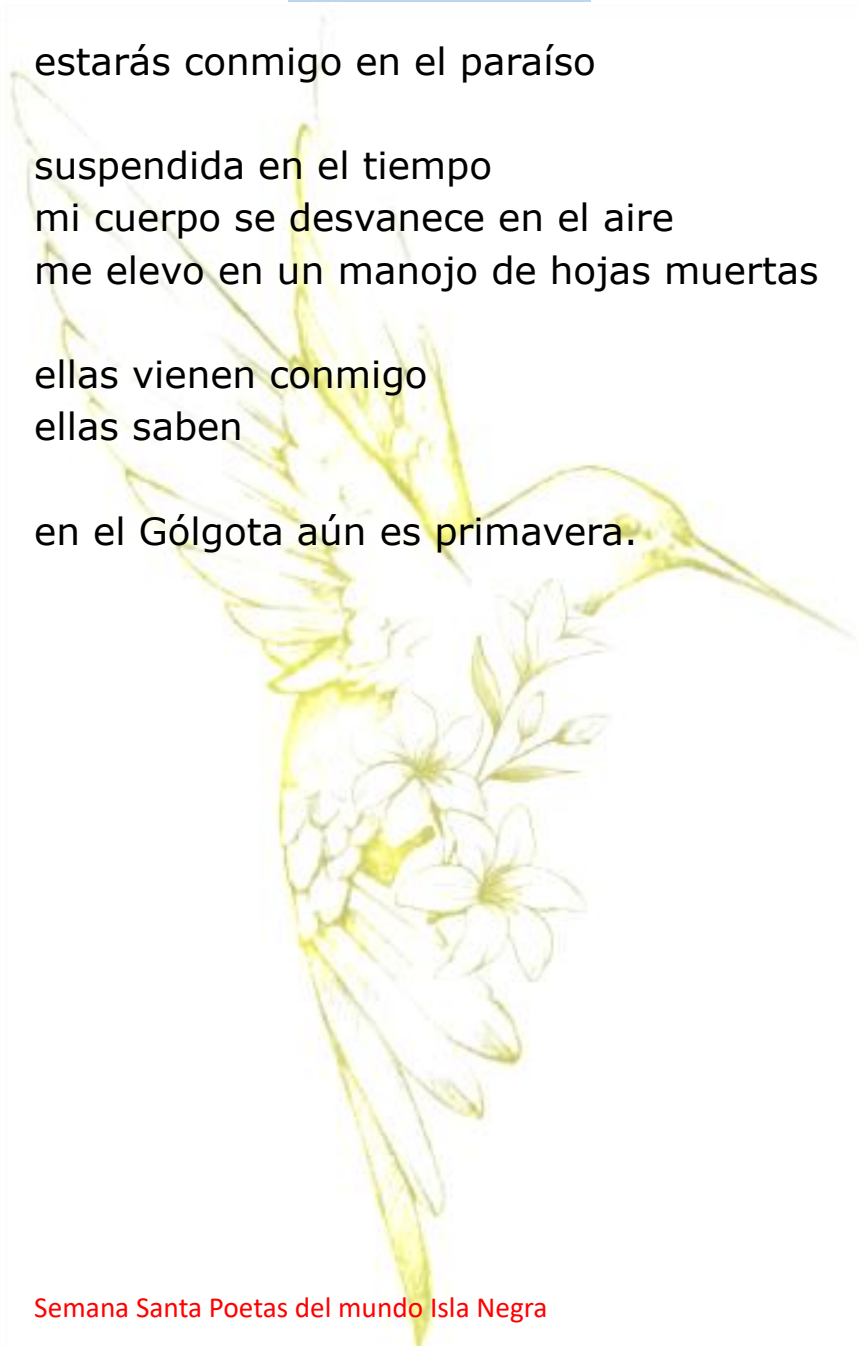 estarás conmigo en el paraíso
suspendida en el tiempo
mi cuerpo se desvanece en el aire
me elevo en un manojo de hojas muertas
ellas vienen conmigo
ellas saben
en el Gólgota aún es primavera.
Semana Santa Poetas del mundo Isla Negra